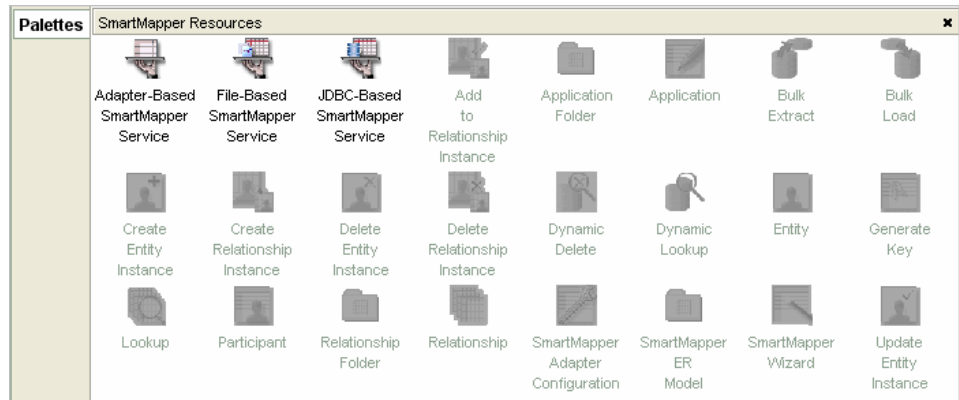 Palettes
SmartMapper Resources
Adapter-Based
SmartMapper
Service
File-Based
SmartMapper
Service
JDBC-Based
SmartMapper
Service
Add
to
Relationship
Instance
Application
Folder
Application
Bulk
Extract
Bulk
Load
Create
Entity
Instance
Create
Relationship
Instance
Delete
Entity
Instance
Delete
Relationship
Instance
Dynamic
Delete
Dynamic
Lookup
Entity
Generate
Key
Lookup
Participant
Relationship
Folder
Relationship
SmartMapper
Adapter
Configuration
SmartMapper
ER
Model
SmartMapper
Wizard
Update
Entity
Instance